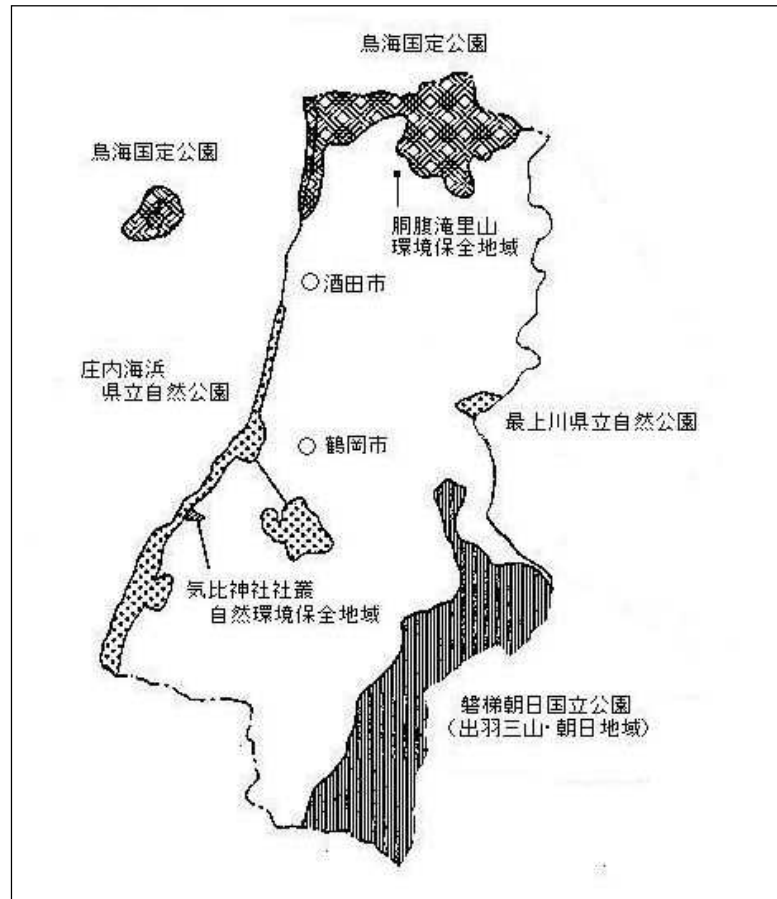 鳥海国定公園
鳥海国定公園
胴腹滝里山
環境保全地域
酒田市
庄内海浜
県立自然公園
最上川県立自然公園
鶴岡市
気比神社社叢
自然環境保全地域
磐梯朝日国立公園
(出羽三山・朝日地域)